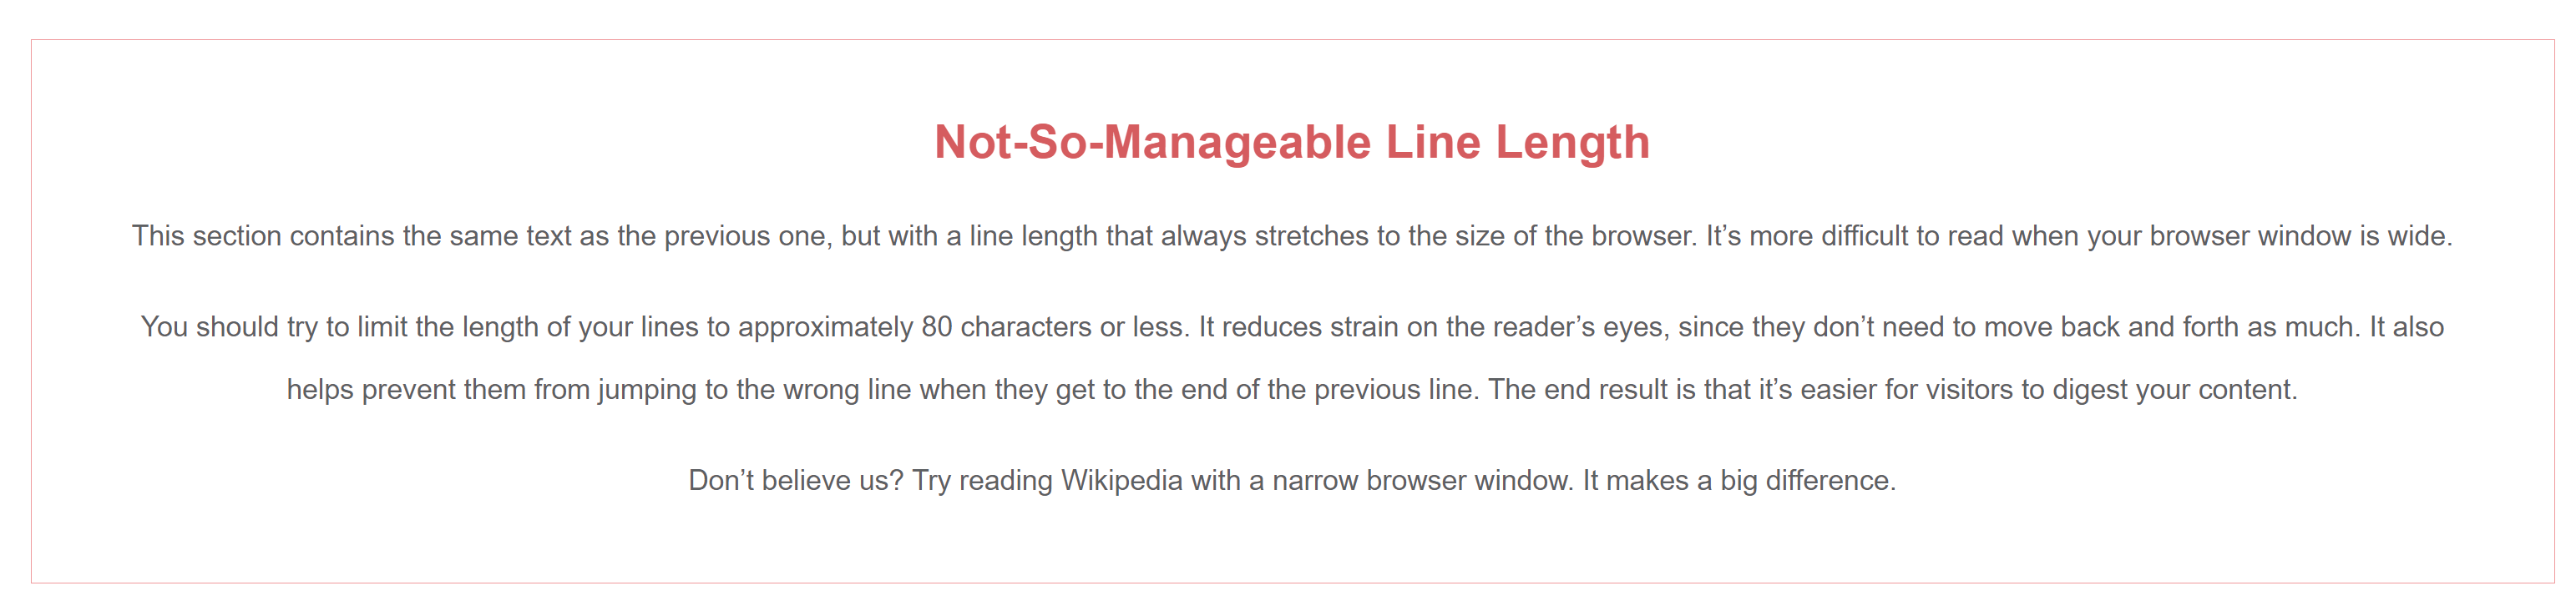 Not-So-Manageable Line Length
This section contains the same text as the previous one, but with a line length that always stretches to the size of the browser. It’s more difficult to read when your browser window is wide.
You should try to limit the length of your lines to approximately 80 characters or less. It reduces strain on the reader’s eyes, since they don’t need to move back and forth as much. It also
helps prevent them from jumping to the wrong line when they get to the end of the previous line. The end result is that it’s easier for visitors to digest your content.
Don’t believe us? Try reading Wikipedia with a narrow browser window. It makes a big difference.